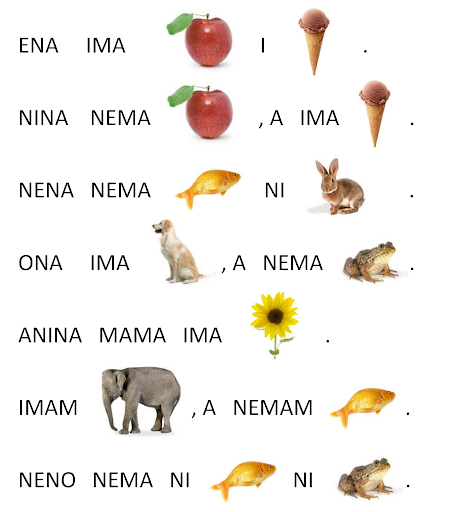 ENA IMA I .
NINA NEMA , A IMA .
NENA NEMA NI .
ONA IMA , A NEMA .
ANINA MAMA IMA .
IMAM , A NEMAM .
NENO NEMA NI NI .